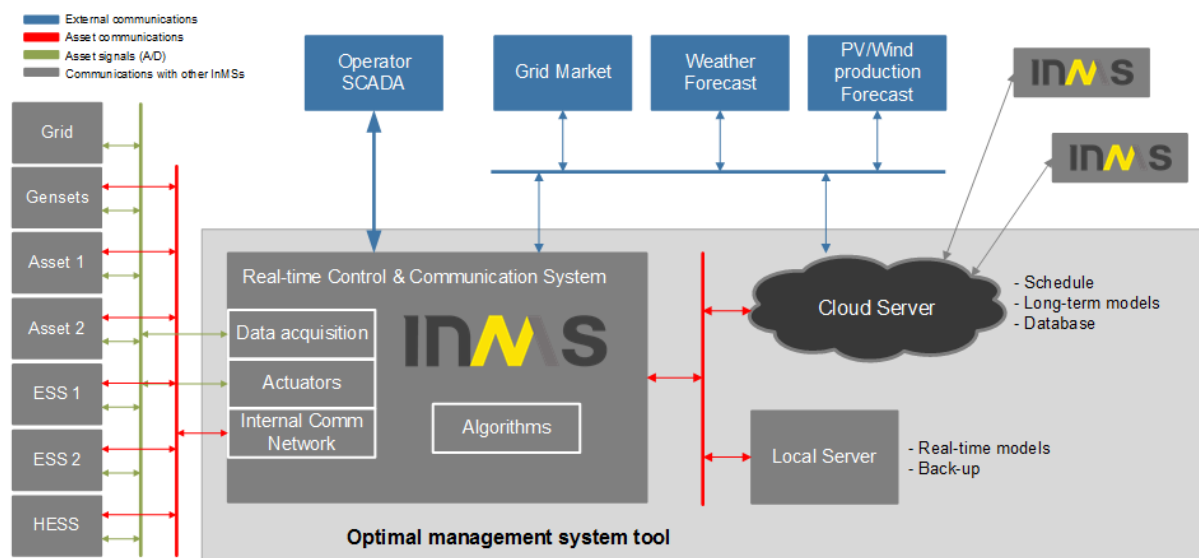 External communications
Asset communications
Asset signals (A/D)
Communications with other InMSs
Operator
SCADA
Grid Market
Weather
Forecast
PV/Wind
production
Forecast
INMS
INMS
Grid
Gensets
Asset 1
Asset 2
ESS 1
ESS 2
HESS
Real-time Control & Communication System
Data acquisition
Actuators
Internal Comm
Network
INMS
Algorithms
Cloud Server
- Schedule
- Long-term models
- Database
Local Server
- Real-time models
- Back-up
Optimal management system tool